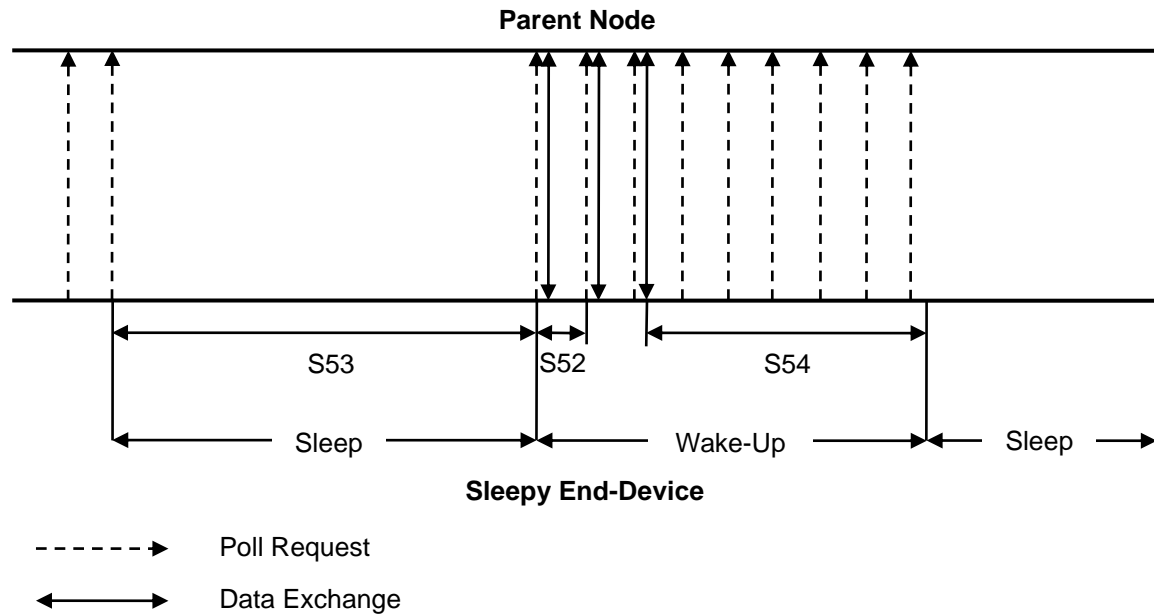 Parent Node
S53
S52
S54
Sleep
Wake-Up
Sleep
Sleepy End-Device
Poll Request
Data Exchange